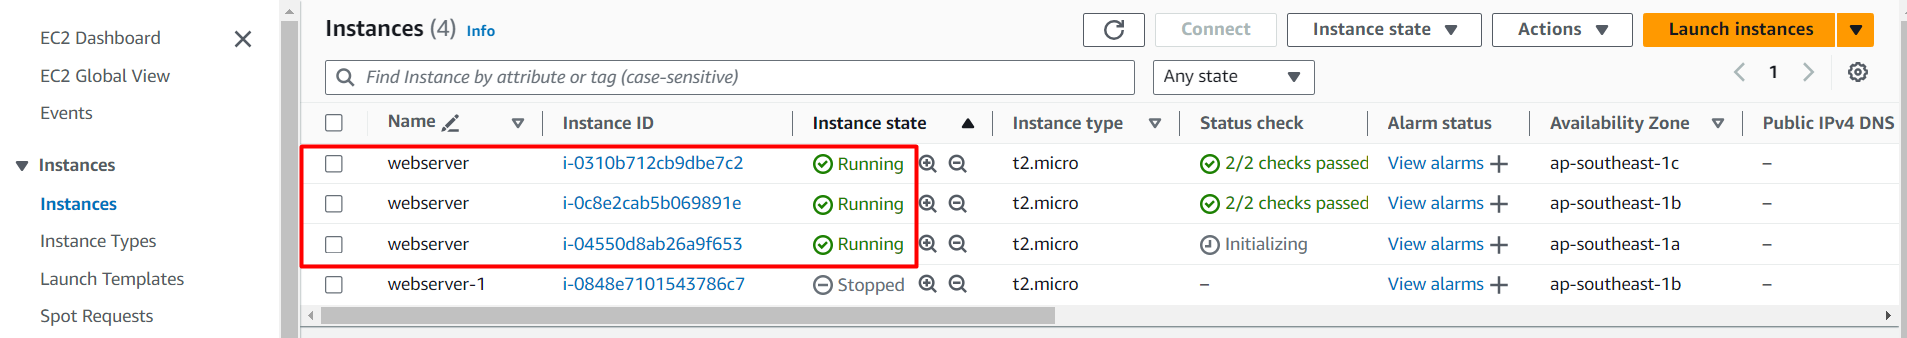 EC2 Dashboard
EC2 Global View
Events
Instances
Instances
Instance Types
Launch Templates
Spot Requests
Instances (4) Info
Connect Instance state Actions Launch instances
Find Instance by attribute or tag (case-sensitive) Any state 1
Name Instance ID Instance state Instance type Status check Alarm status Availability Zone Public IPv4 DNS
webserver i-0310b712cb9dbe7c2 Running t2.micro 2/2 checks passed View alarms + ap-southeast-1c –
webserver i-0c8e2cab5b069891e Running t2.micro 2/2 checks passed View alarms + ap-southeast-1b –
webserver i-04550d8ab26a9f653 Running t2.micro Initializing View alarms + ap-southeast-1a –
webserver-1 i-0848e7101543786c7 Stopped t2.micro – View alarms + ap-southeast-1b –